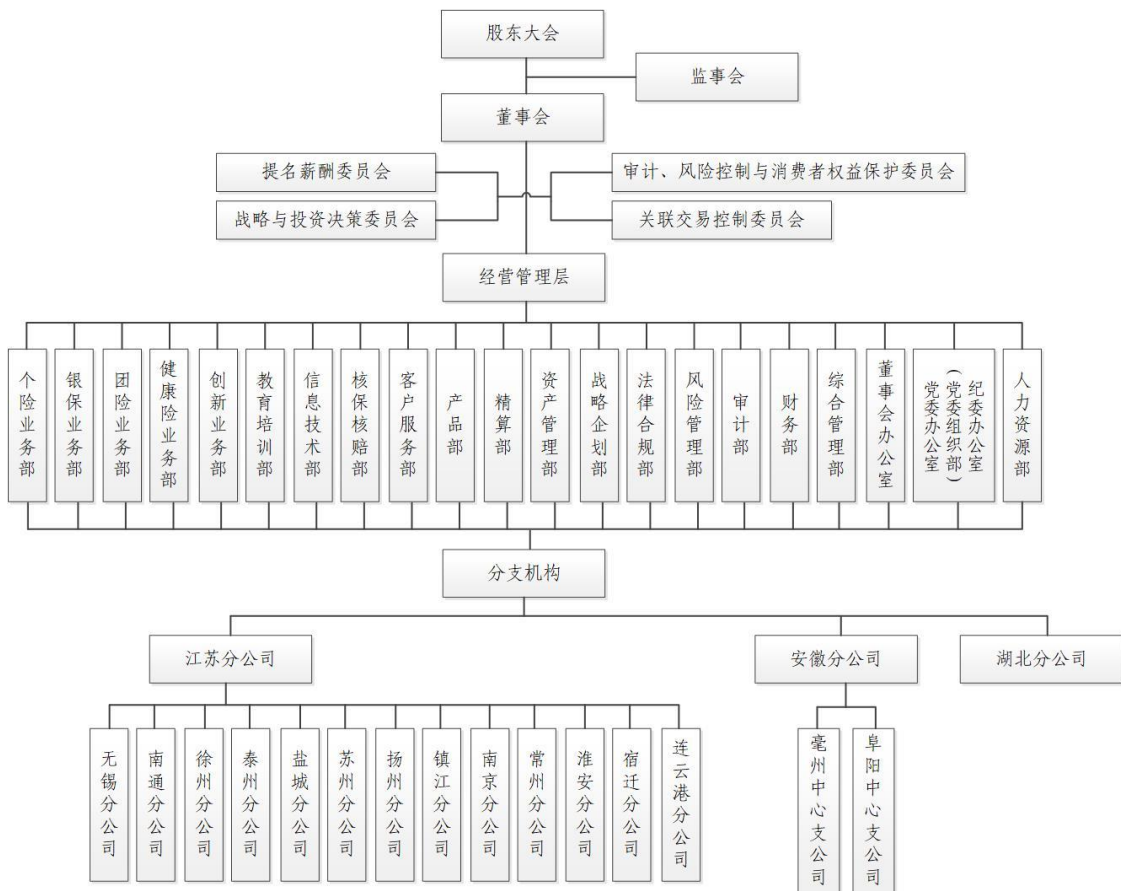 股东大会
监事会
董事会
提名薪酬委员会
审计、风险控制与消费者权益保护委员会
战略与投资决策委员会
关联交易控制委员会
经营管理层
个险业务部
银保业务部
团险业务部
健康险业务部
创新业务部
教育培训部
信息技术部
核保核赔部
客户服务部
产品部
精算部
资产管理部
战略企划部
法律合规部
风险管理部
审计部
财务部
综合管理部
董事会办公室
党委办公室
(党委组织部)
纪委办公室
人力资源部
分支机构
江苏分公司
安徽分公司
湖北分公司
无锡分公司
南通分公司
徐州分公司
泰州分公司
盐城分公司
苏州分公司
扬州分公司
镇江分公司
南京分公司
常州分公司
淮安分公司
宿迁分公司
连云港分公司
亳州中心支公司
阜阳中心支公司